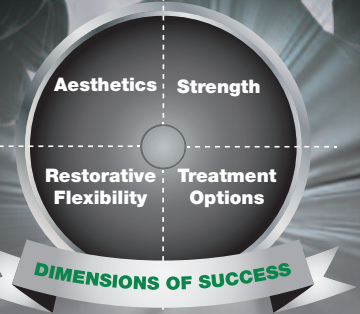 Aesthetics
Strength
Restorative
Flexibility
Treatment
Options
DIMENSIONS OF SUCCESS